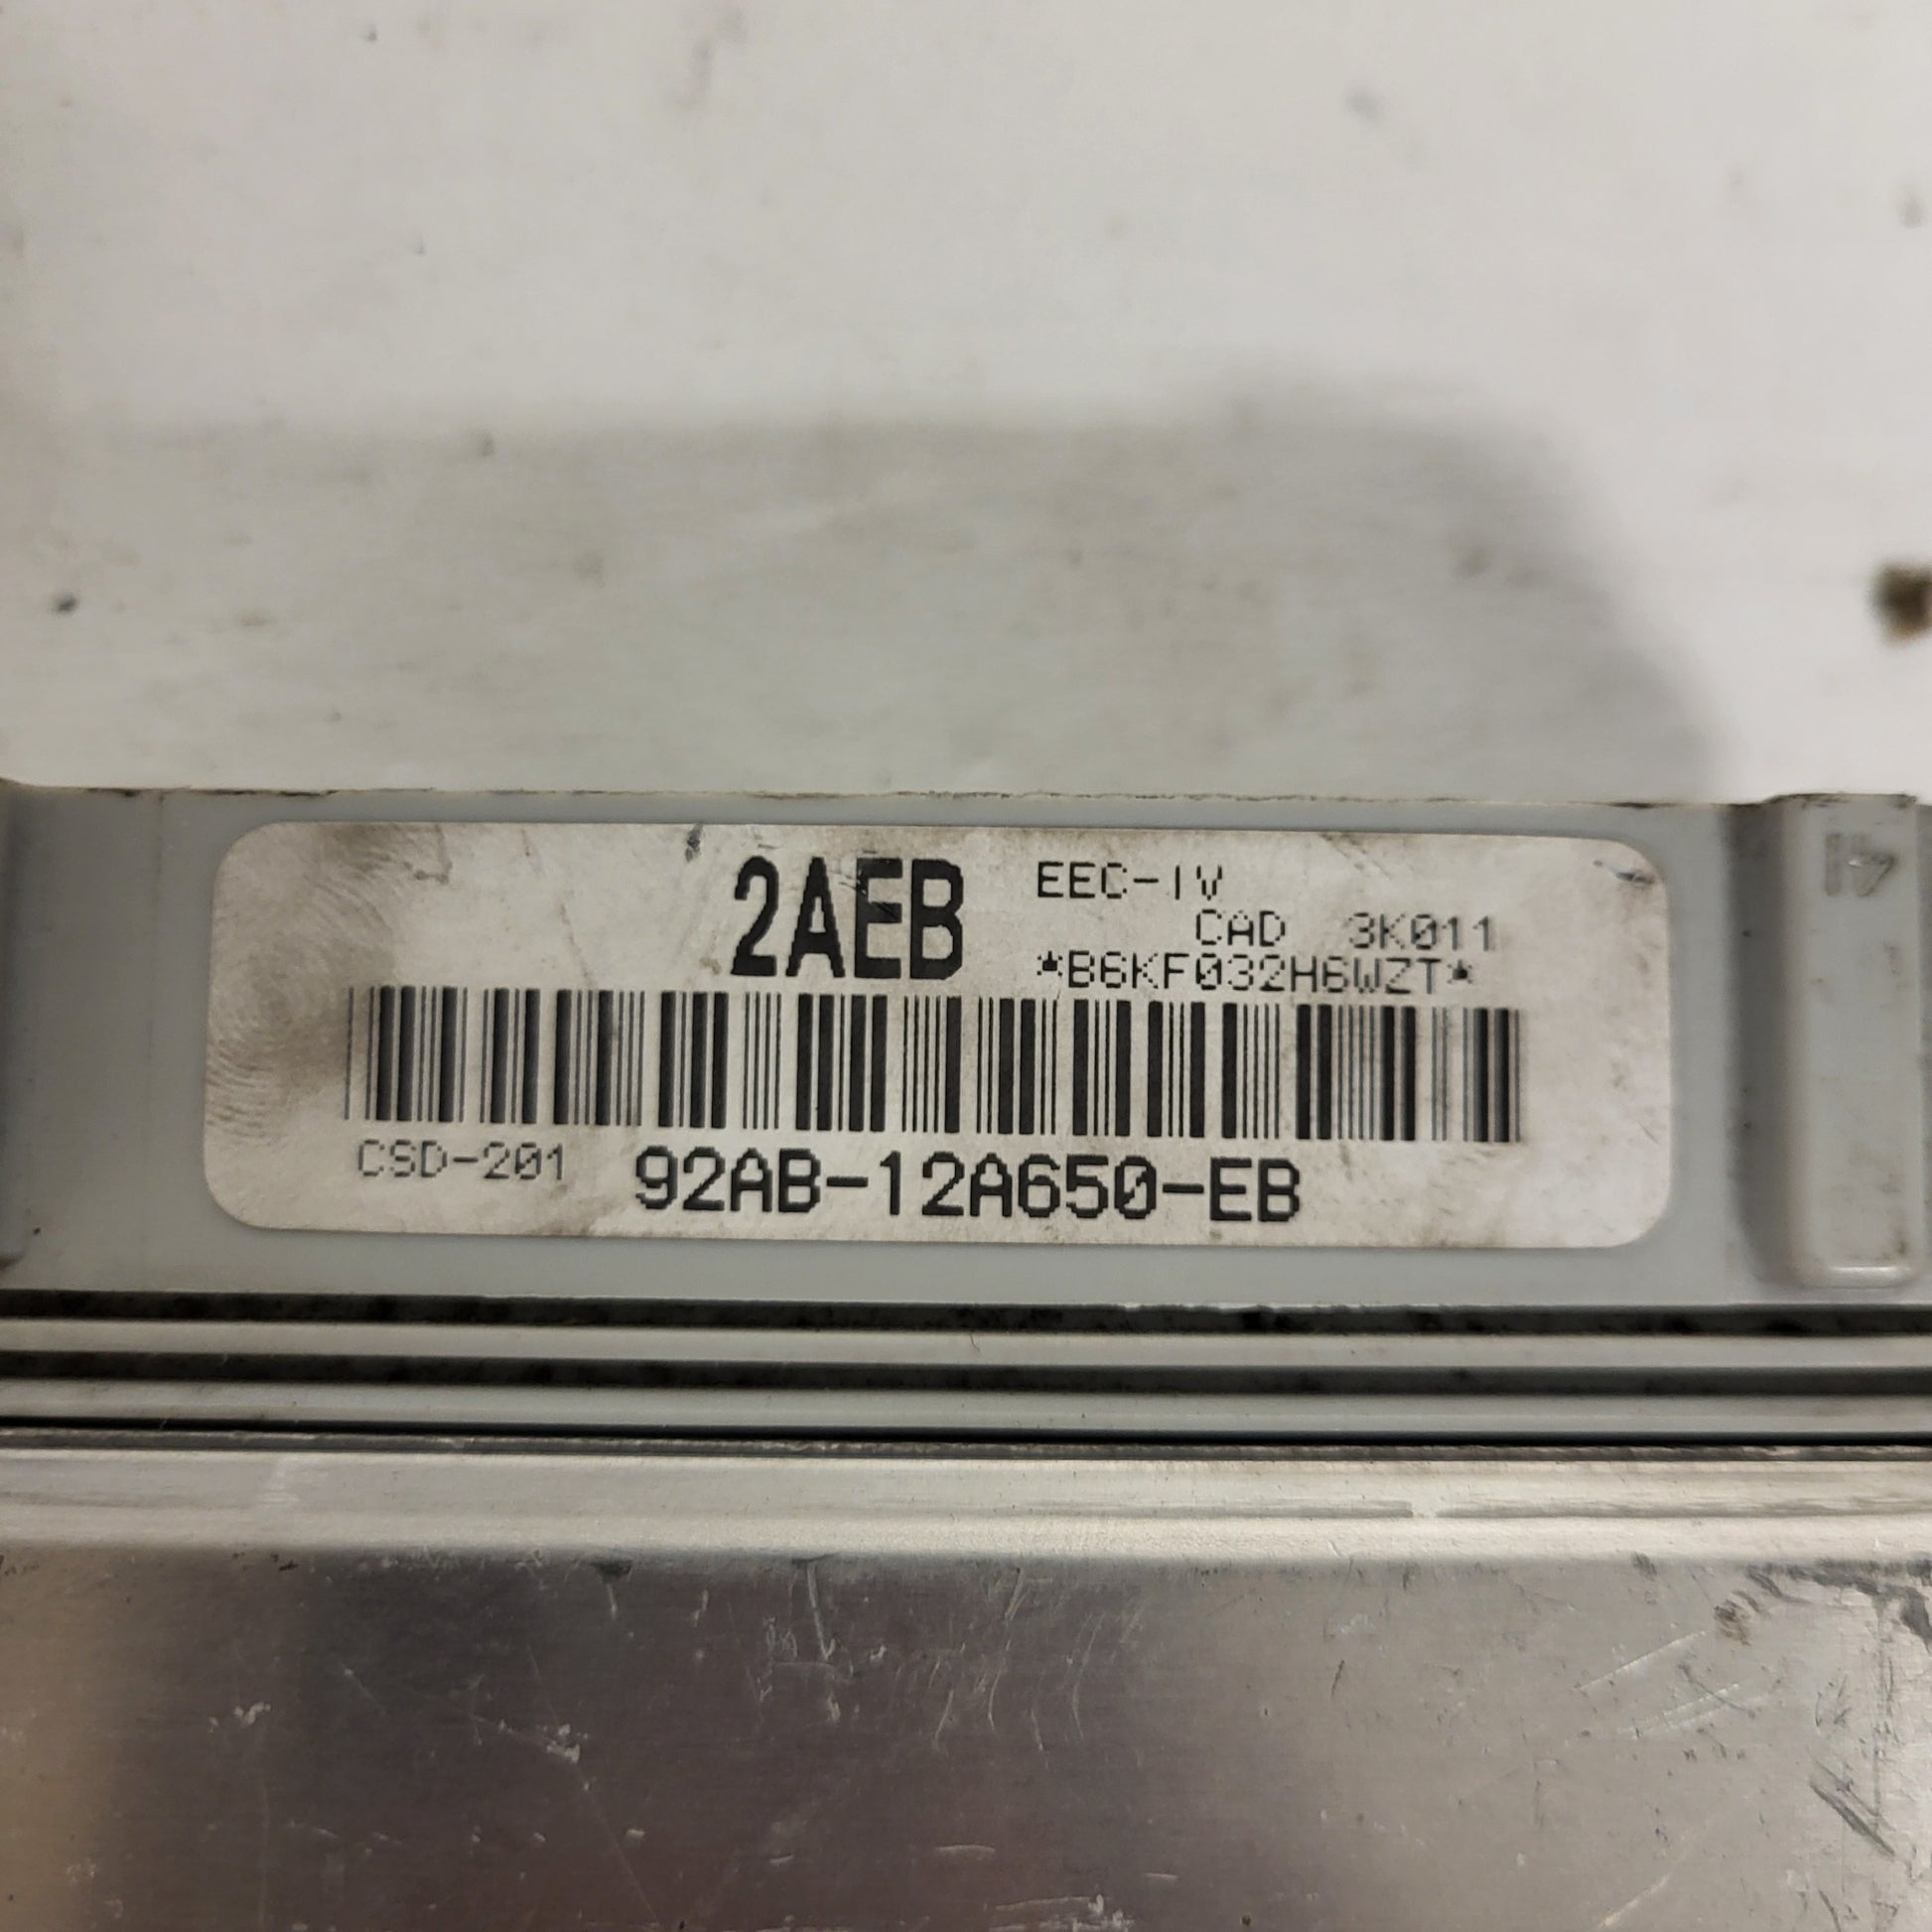 2AEB
EEC-IV
CAD 3K011
*B6KF032H6WZT*
CSD-201
92AB-12A650-EB